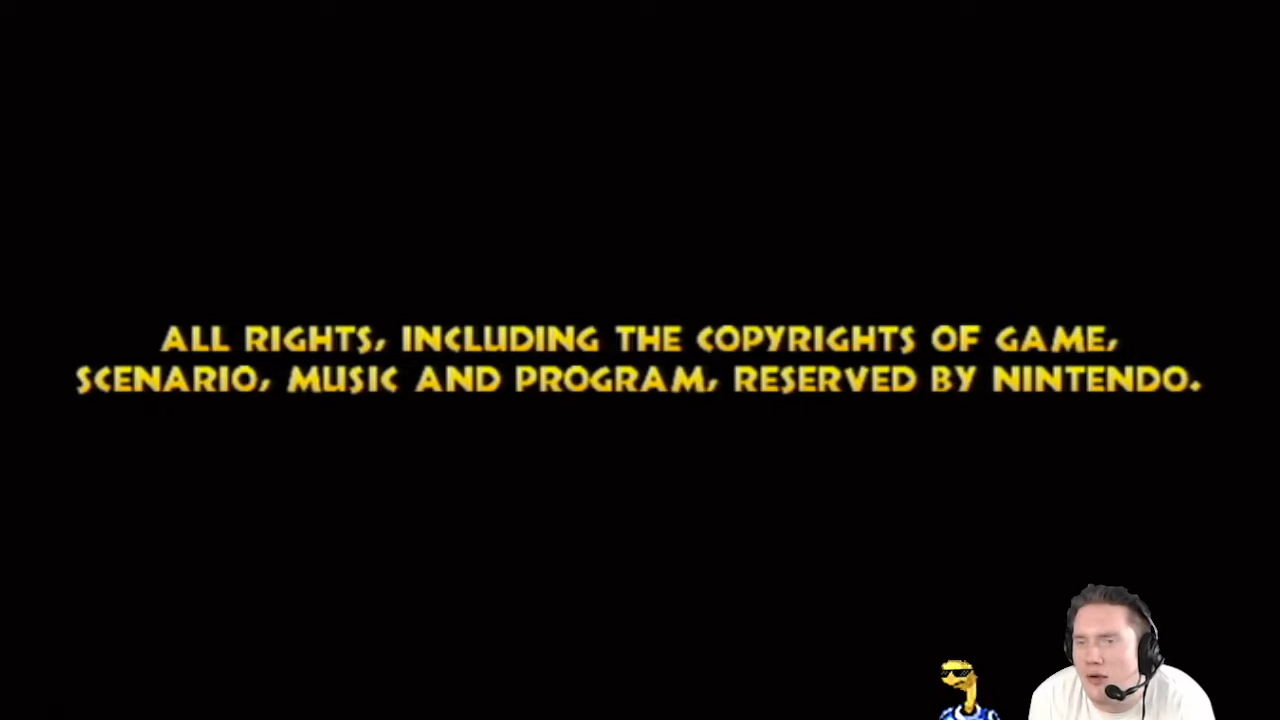 ALL RIGHTS, INCLUDING THE COPYRIGHTS OF GAME,
SCENARIO, MUSIC AND PROGRAM, RESERVED BY NINTENDO.